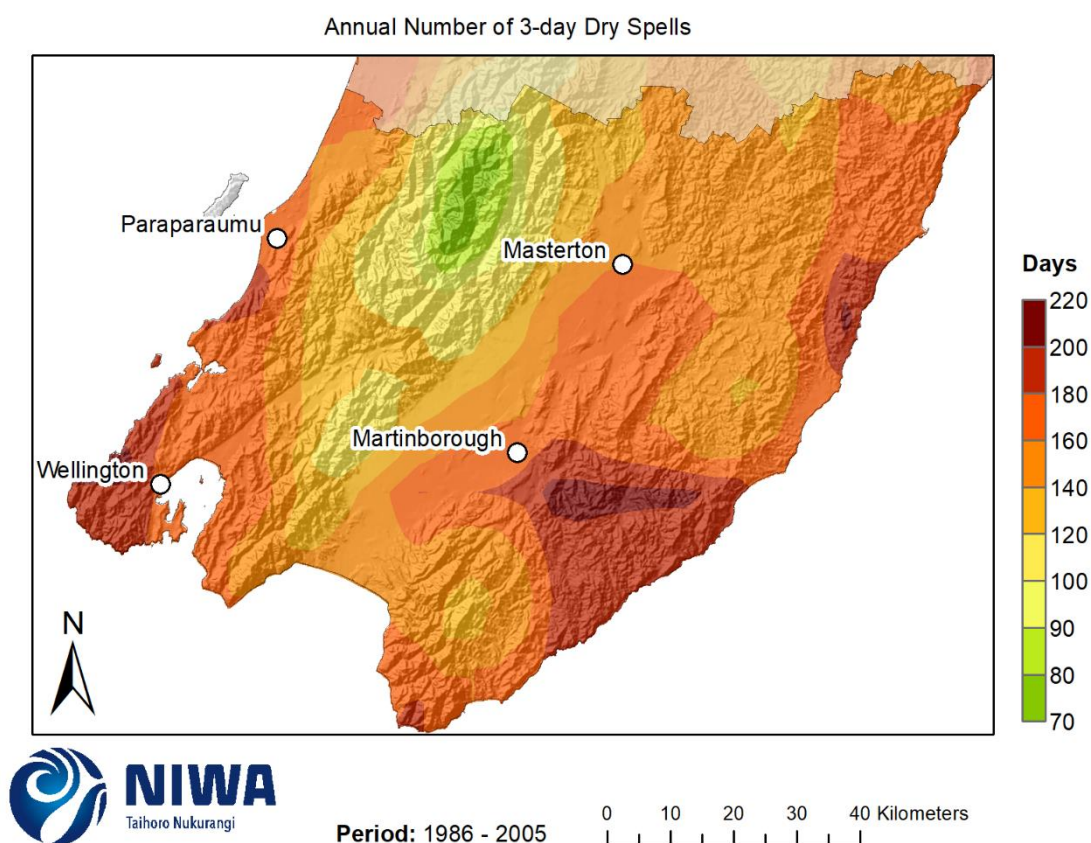 Annual Number of 3-day Dry Spells
Paraparaumu
Masterton
Martinborough
Wellington
N
Days
220
200
180
160
140
120
100
90
80
70
NIWA
Taihoro Nukurangi
Period: 1986 - 2005
0 10 20 30 40 Kilometers